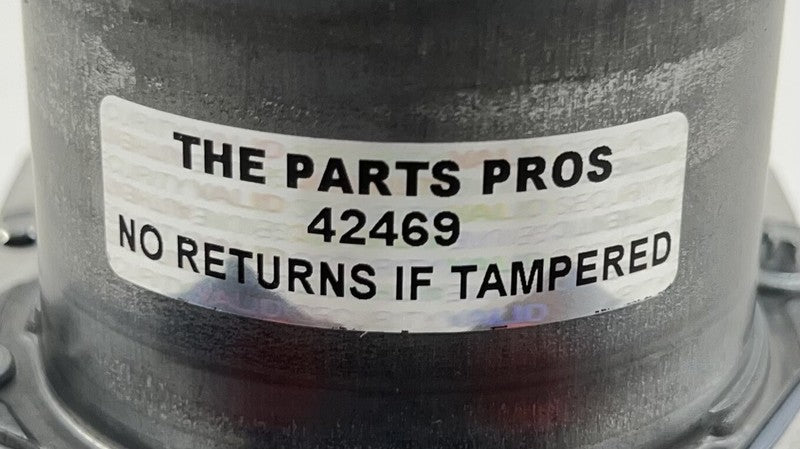 THE PARTS PROS
42469
NO RETURNS IF TAMPERED